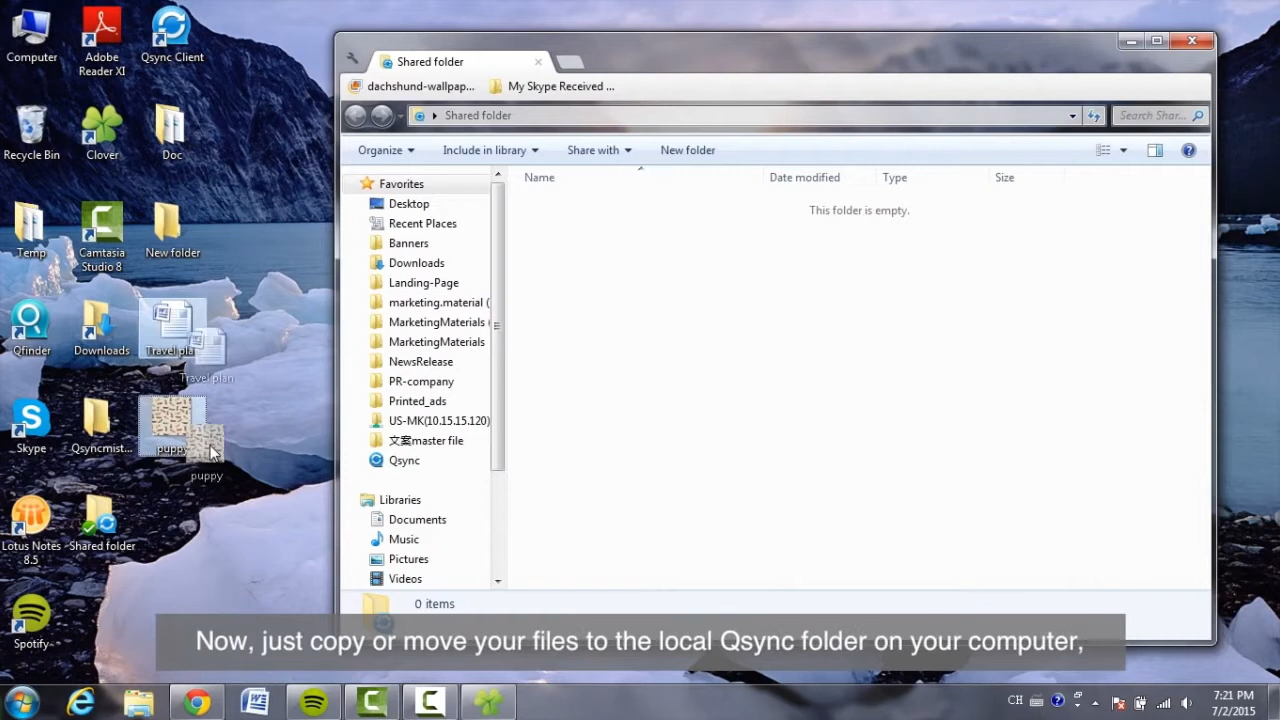 Computer
Adobe
Reader XI
Qsync Client
Recycle Bin
Clover
Doc
Temp
Camtasia
Studio 8
New folder
Qfinder
Downloads
Travel pla
Travel plan
Skype
Qsyncmist...
puppy
puppy
Lotus Notes
8.5
Shared folder
Spotify
Shared folder
dachshund-wallpap...
My Skype Received ...
Shared folder
Search Shar...
Organize
Include in library
Share with
New folder
Name
Date modified
Type
Size
This folder is empty.
Favorites
Desktop
Recent Places
Banners
Downloads
Landing-Page
marketing.material (
MarketingMaterials (
MarketingMaterials
NewsRelease
PR-company
Printed_ads
US-MK(10.15.15.120)
文案master file
Qsync
Libraries
Documents
Music
Pictures
Videos
0 items
Now, just copy or move your files to the local Qsync folder on your computer,
CH
7:21 PM
7/2/2015